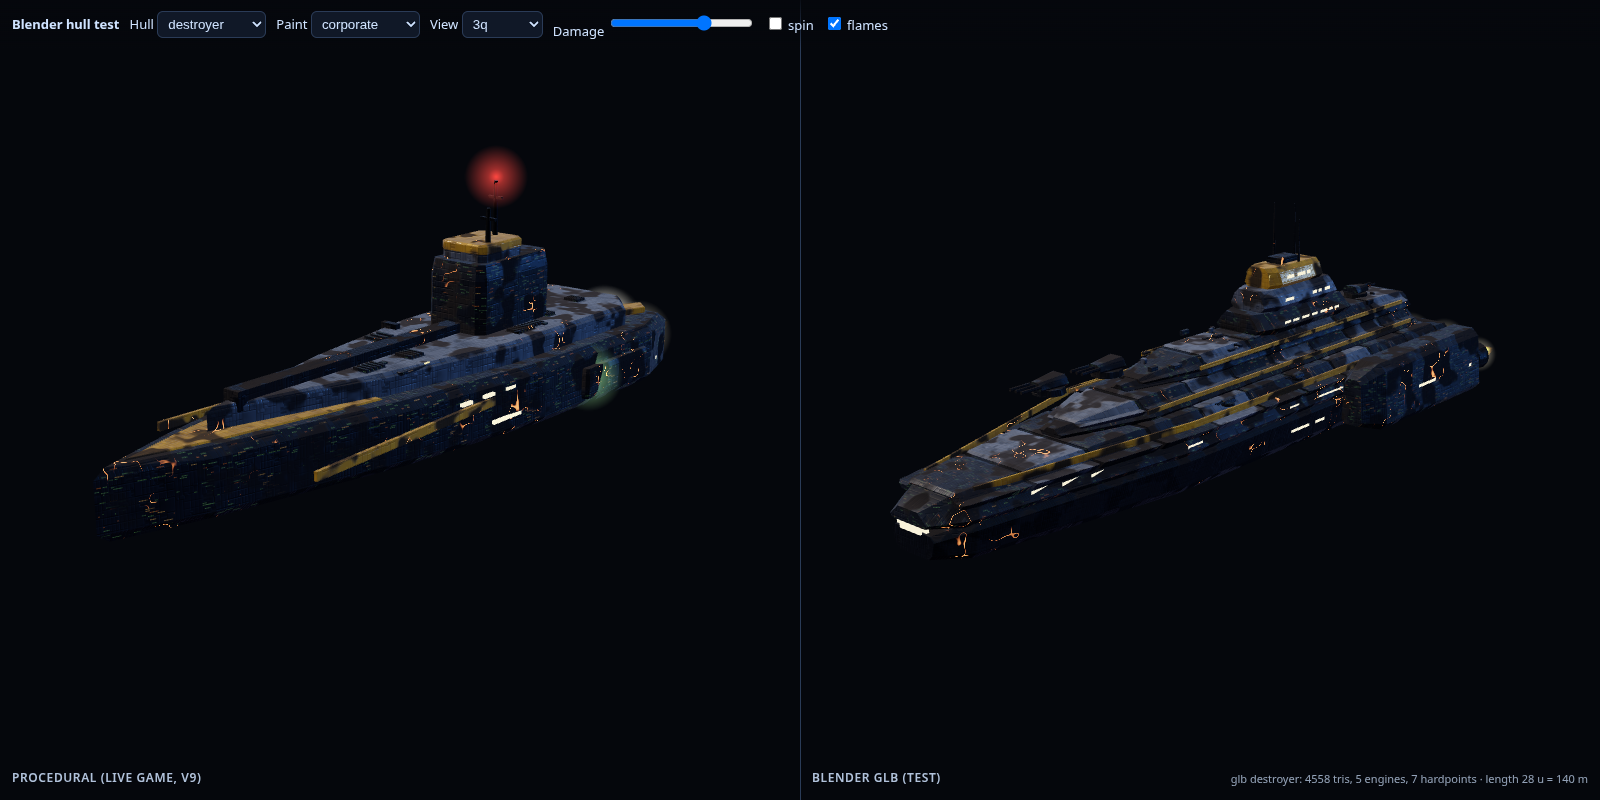 Blender hull test Hull destroyer Paint corporate View 3q Damage spin flames
PROCEDURAL (LIVE GAME, V9)
BLENDER GLB (TEST)
glb destroyer: 4558 tris, 5 engines, 7 hardpoints · length 28 u = 140 m